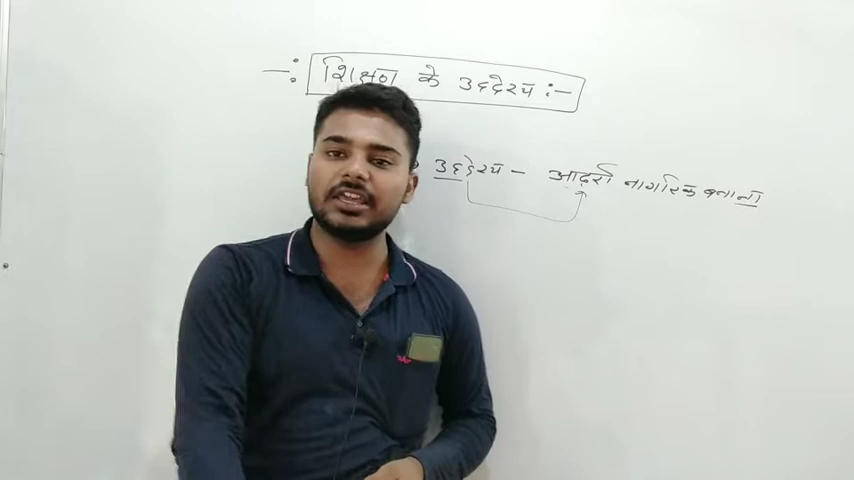 -: शिक्षण के उद्देश्य :-
उद्देश्य - आदर्श नागरिक बनाना